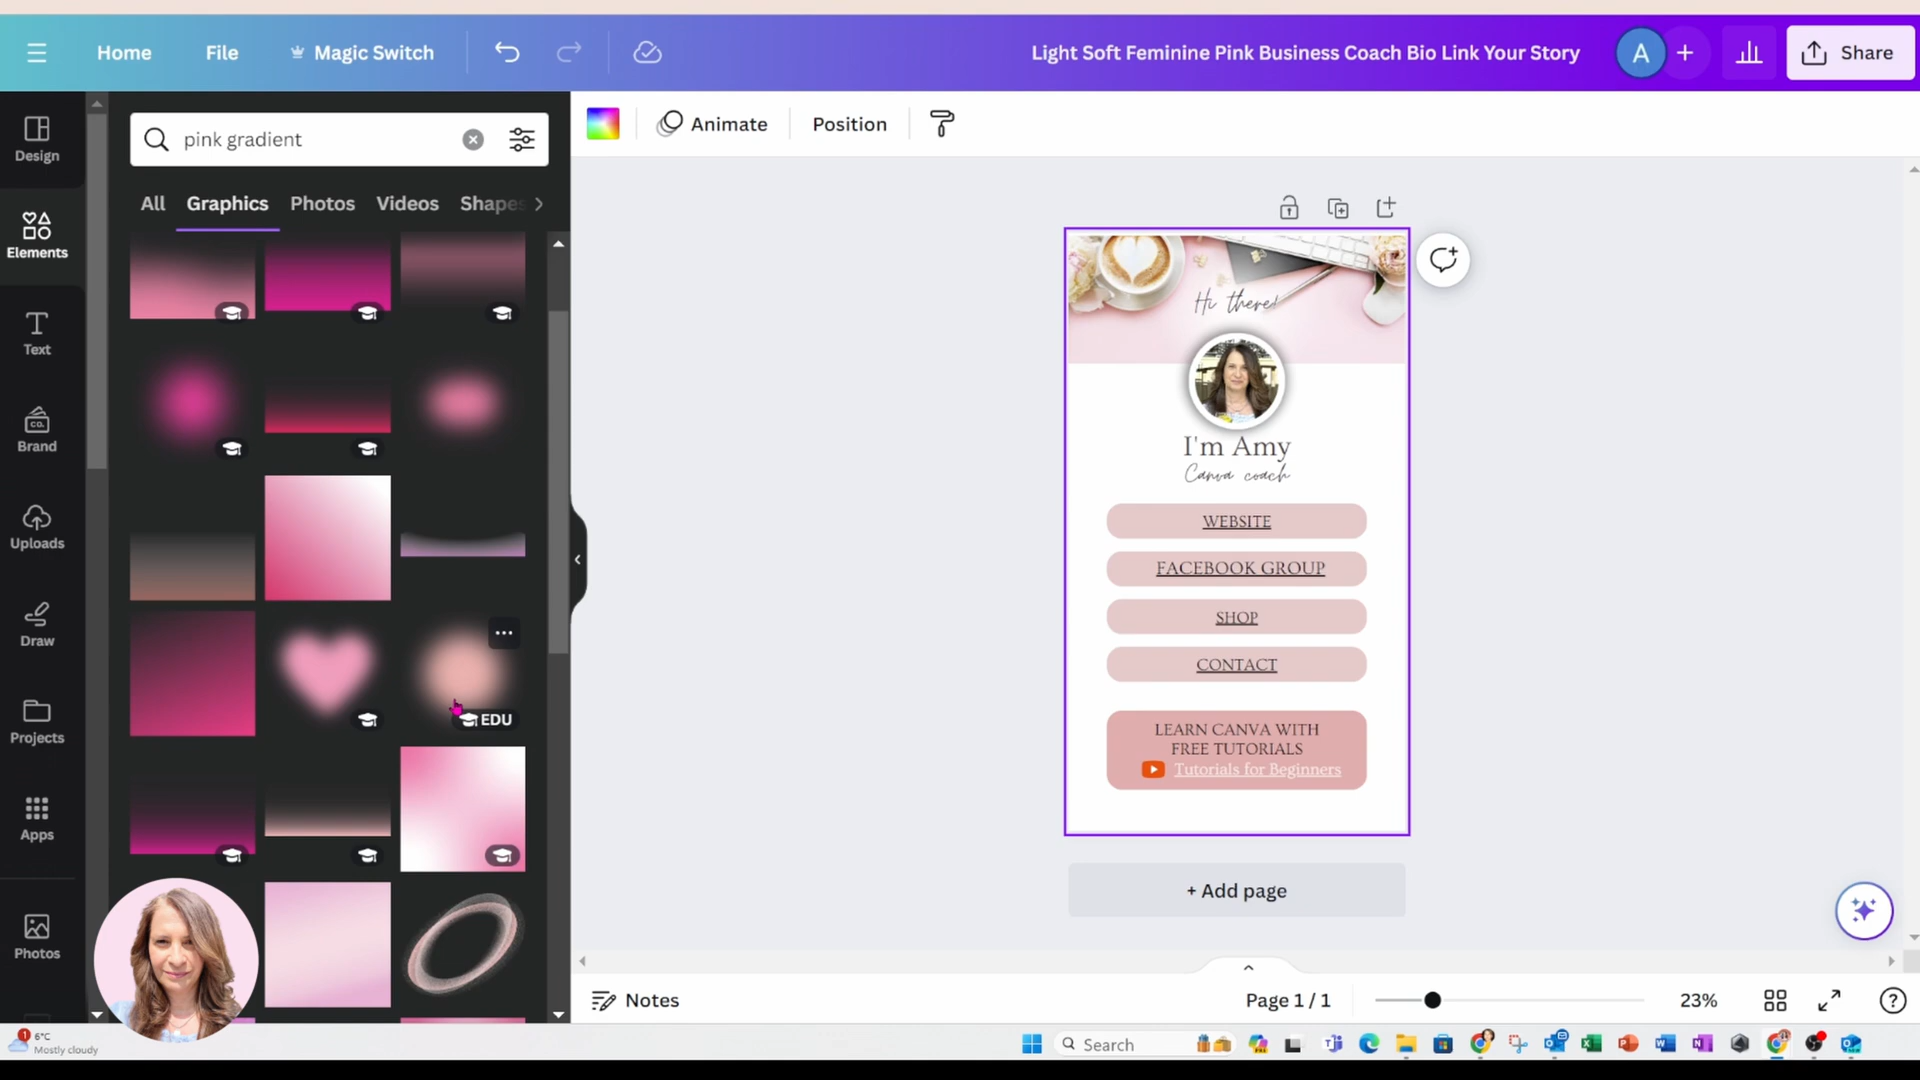 Home File Magic Switch Light Soft Feminine Pink Business Coach Bio Link Your Story A Share
Design
Elements
Text
Brand
CO.
Uploads
Draw
Projects
Apps
Photos
pink gradient
All Graphics Photos Videos Shapes
EDU
Animate Position
Hi there!
I'm Amy
Canva coach
WEBSITE
FACEBOOK GROUP
SHOP
CONTACT
LEARN CANVA WITH
FREE TUTORIALS
Tutorials for Beginners
+ Add page
Notes Page 1 / 1 23%
1
6°C
Mostly cloudy
Search